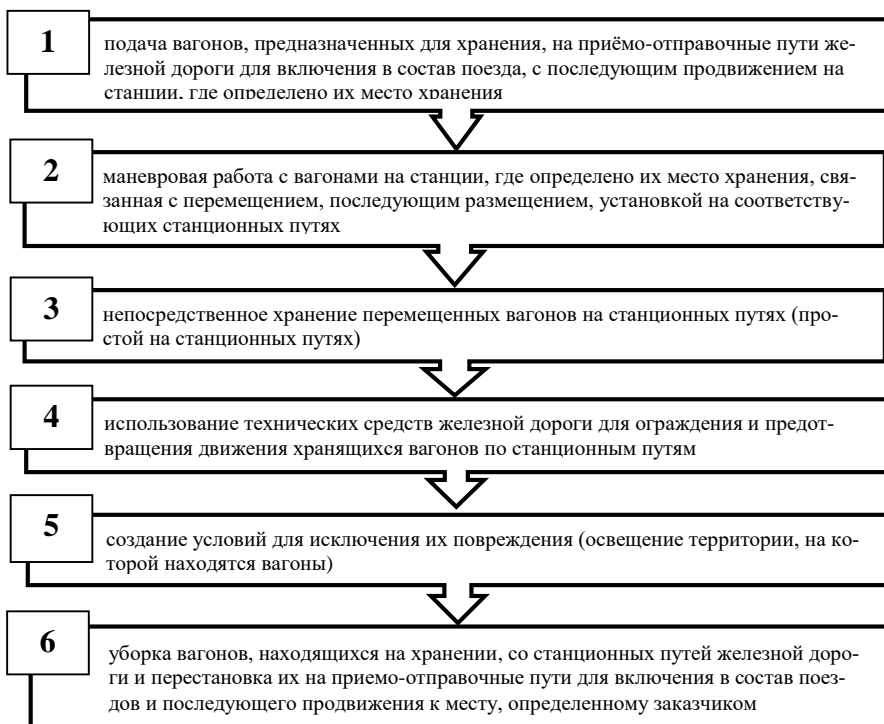 1
подача вагонов, предназначенных для хранения, на приёмо-отправочные пути же-
лезной дороги для включения в состав поезда, с последующим продвижением на
станции, где определено их место хранения
2
маневровая работа с вагонами на станции, где определено их место хранения, свя-
занная с перемещением, последующим размещением, установкой на соответству-
ющих станционных путях
3
непосредственное хранение перемещенных вагонов на станционных путях (про-
стой на станционных путях)
4
использование технических средств железной дороги для ограждения и предот-
вращения движения хранящихся вагонов по станционным путям
5
создание условий для исключения их повреждения (освещение территории, на ко-
торой находятся вагоны)
6
уборка вагонов, находящихся на хранении, со станционных путей железной доро-
ги и перестановка их на приемо-отправочные пути для включения в состав поез-
дов и последующего продвижения к месту, определенному заказчиком